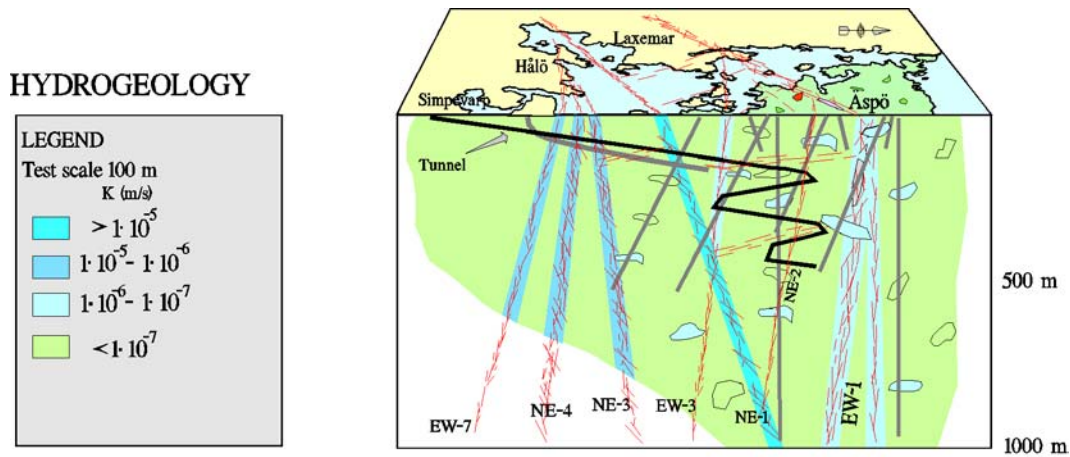 HYDROGEOLOGY
LEGEND
Test scale 100 m
K (m/s)
> 1·10⁻⁵
1·10⁻⁵ - 1·10⁻⁶
1·10⁻⁶ - 1·10⁻⁷
<1·10⁻⁷
Laxemar
Hålö
Simpevarp
Äspö
Tunnel
500 m
NE-2
EW-7
NE-4
NE-3
EW-3
NE-1
EW-1
1000 m